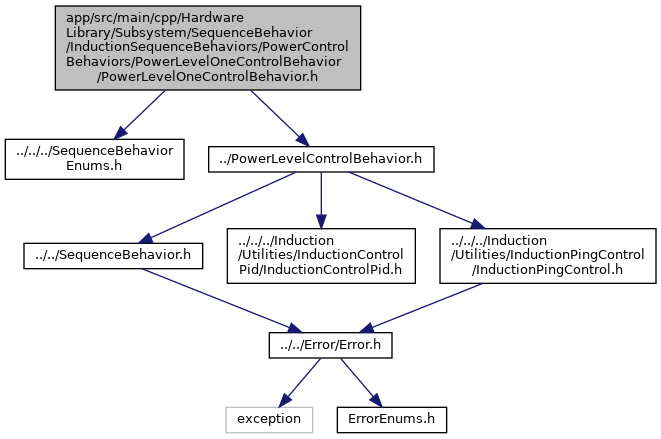 app/src/main/cpp/Hardware
Library/Subsystem/SequenceBehavior
/InductionSequenceBehaviors/PowerControl
Behaviors/PowerLevelOneControlBehavior
/PowerLevelOneControlBehavior.h
../../../SequenceBehavior
Enums.h
../PowerLevelControlBehavior.h
../../SequenceBehavior.h
../../../Induction
/Utilities/InductionControl
Pid/InductionControlPid.h
../../../Induction
/Utilities/InductionPingControl
/InductionPingControl.h
../../Error/Error.h
exception
ErrorEnums.h